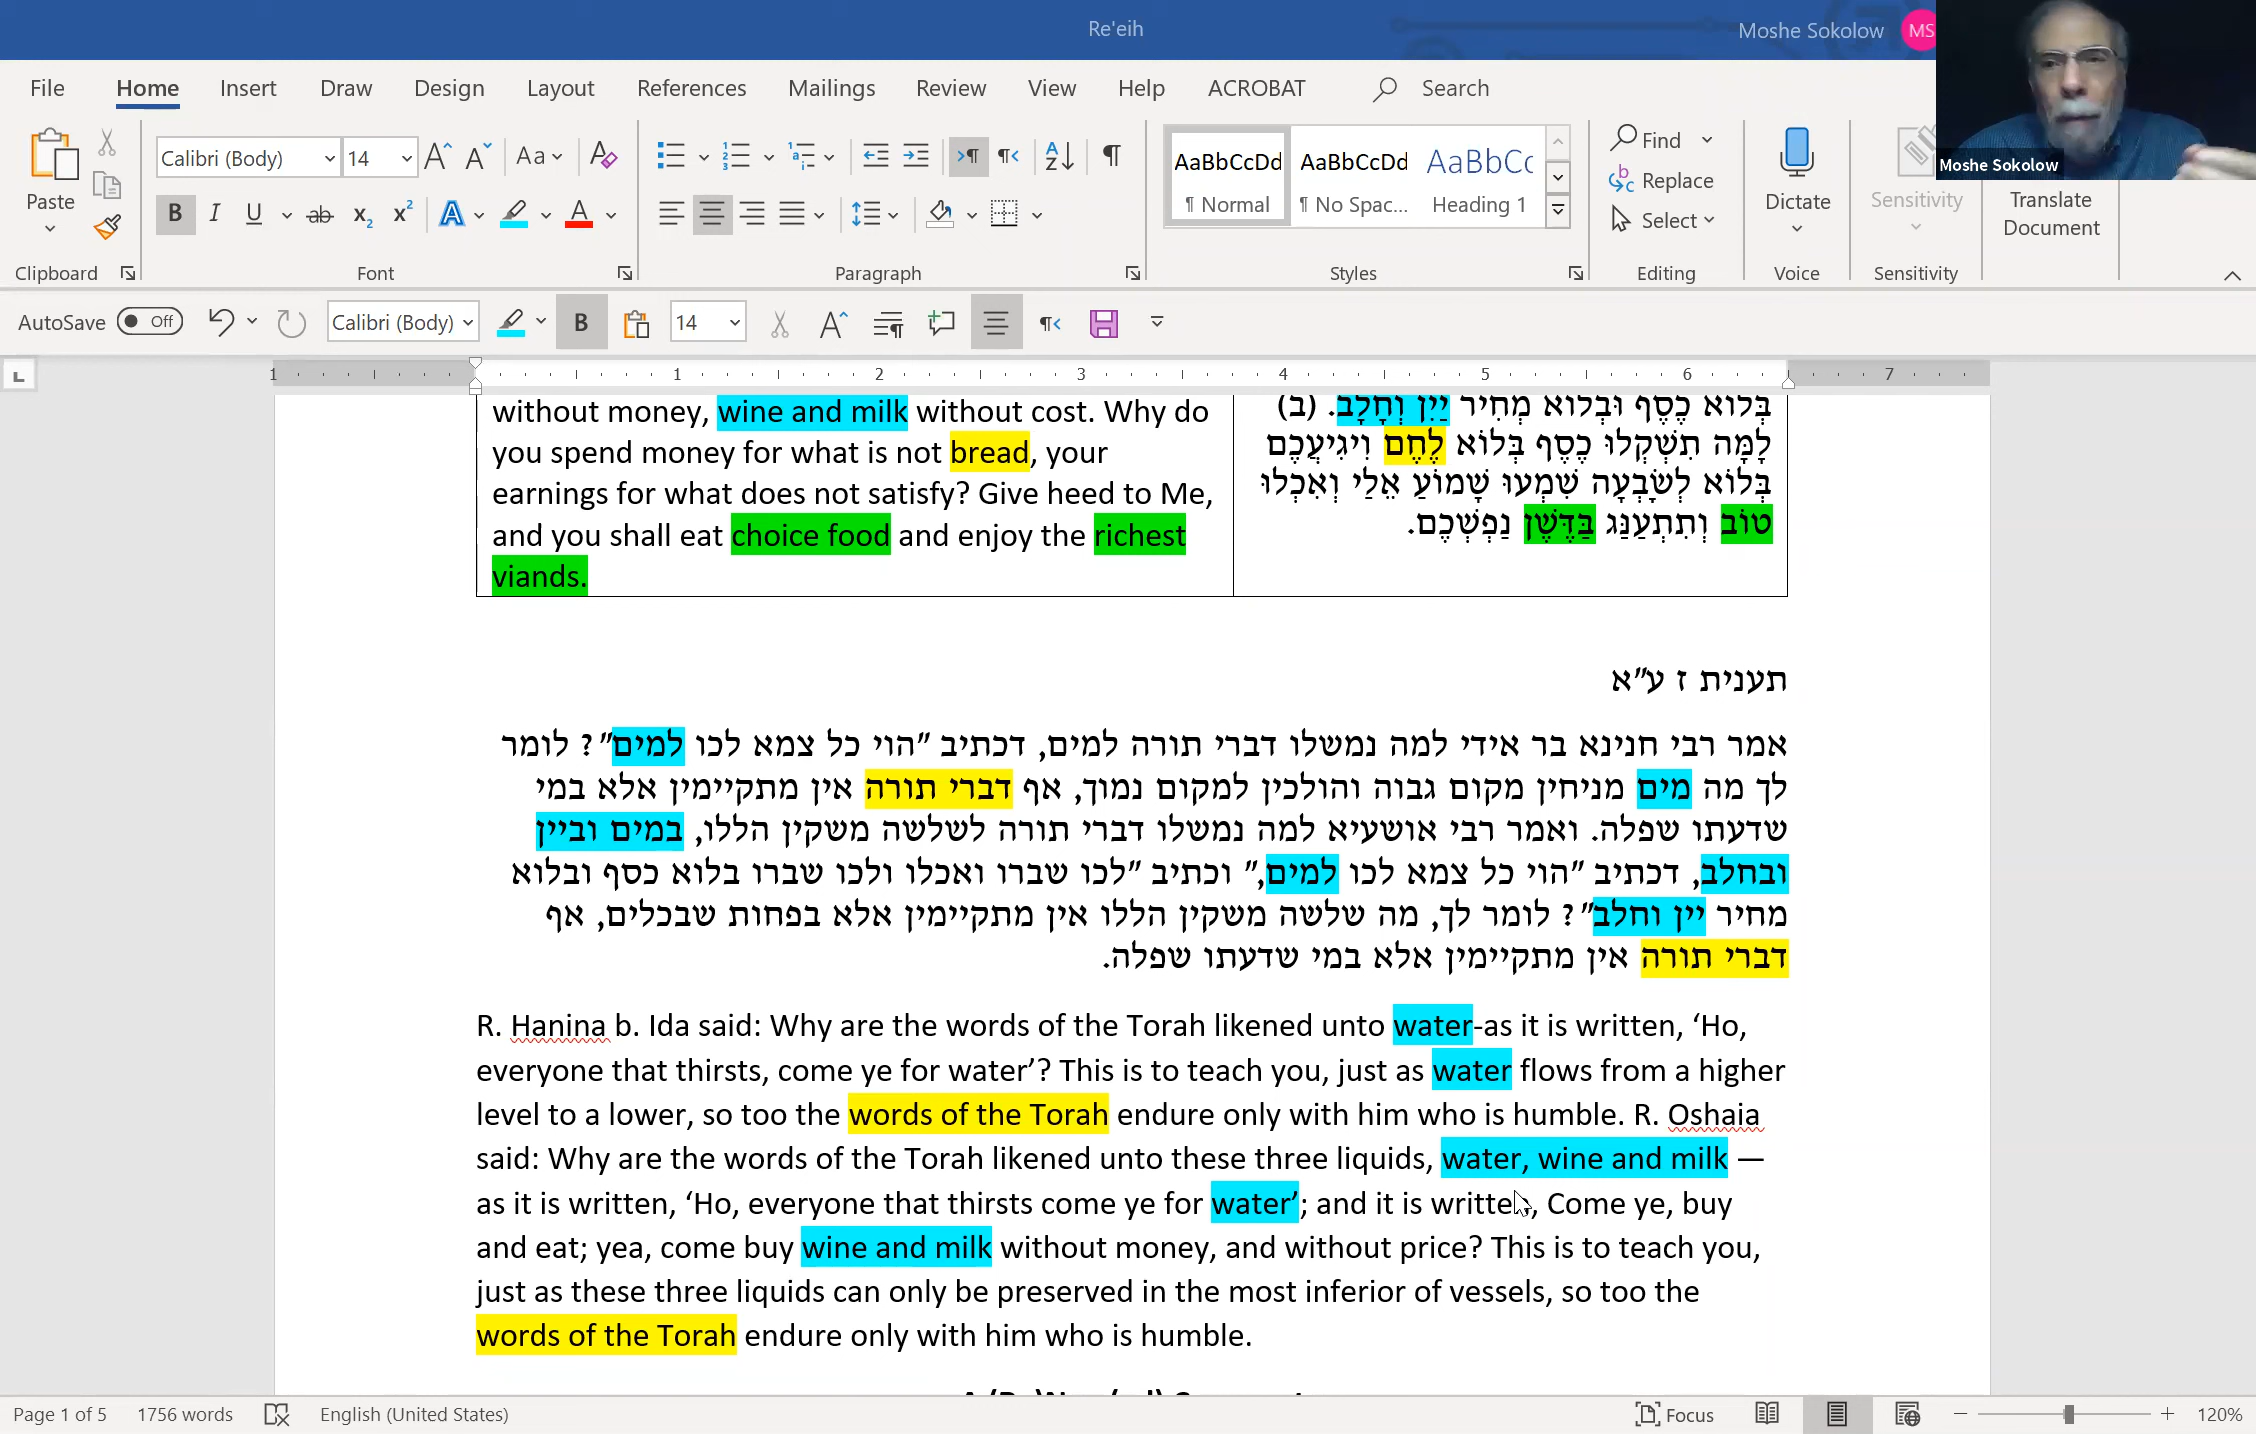 Re'eih
Moshe Sokolow MS
Moshe Sokolow
File Home Insert Draw Design Layout References Mailings Review View Help ACROBAT Search
Calibri (Body) 14 Aa
AaBbCcDd AaBbCcDd AaBbCc
Find
Paste
Replace
¶ Normal ¶ No Spac... Heading 1
Select
Dictate
Sensitivity
Translate Document
Clipboard Font Paragraph Styles Editing Voice Sensitivity
AutoSave Off Calibri (Body) B 14
1 1 2 3 4 5 6 7
without money, wine and milk without cost. Why do
you spend money for what is not bread, your
earnings for what does not satisfy? Give heed to Me,
and you shall eat choice food and enjoy the richest
viands.
בְּלוֹא כֶסֶף וּבְלוֹא מְחִיר יַיִן וְחָלָב. (ב)
לָמָּה תִשְׁקְלוּ כֶסֶף בְּלוֹא לֶחֶם וִיגִיעֲכֶם
בְּלוֹא לְשָׂבְעָה שִׁמְעוּ שָׁמוֹעַ אֵלַי וְאִכְלוּ
טוֹב וְתִתְעַנַּג בַּדֶּשֶׁן נַפְשְׁכֶם.
תענית ז ע"א
אמר רבי חנינא בר אידי למה נמשלו דברי תורה למים, דכתיב "הוי כל צמא לכו למים"? לומר
לך מה מים מניחין מקום גבוה והולכין למקום נמוך, אף דברי תורה אין מתקיימין אלא במי
שדעתו שפלה. ואמר רבי אושעיא למה נמשלו דברי תורה לשלשה משקין הללו, במים וביין
ובחלב, דכתיב "הוי כל צמא לכו למים," וכתיב "לכו שברו ואכלו ולכו שברו בלוא כסף ובלוא
מחיר יין וחלב"? לומר לך, מה שלשה משקין הללו אין מתקיימין אלא בפחות שבכלים, אף
דברי תורה אין מתקיימין אלא במי שדעתו שפלה.
R. Hanina b. Ida said: Why are the words of the Torah likened unto water-as it is written, ‘Ho,
everyone that thirsts, come ye for water’? This is to teach you, just as water flows from a higher
level to a lower, so too the words of the Torah endure only with him who is humble. R. Oshaia
said: Why are the words of the Torah likened unto these three liquids, water, wine and milk —
as it is written, ‘Ho, everyone that thirsts come ye for water’; and it is written, Come ye, buy
and eat; yea, come buy wine and milk without money, and without price? This is to teach you,
just as these three liquids can only be preserved in the most inferior of vessels, so too the
words of the Torah endure only with him who is humble.
Page 1 of 5 1756 words English (United States) Focus 120%